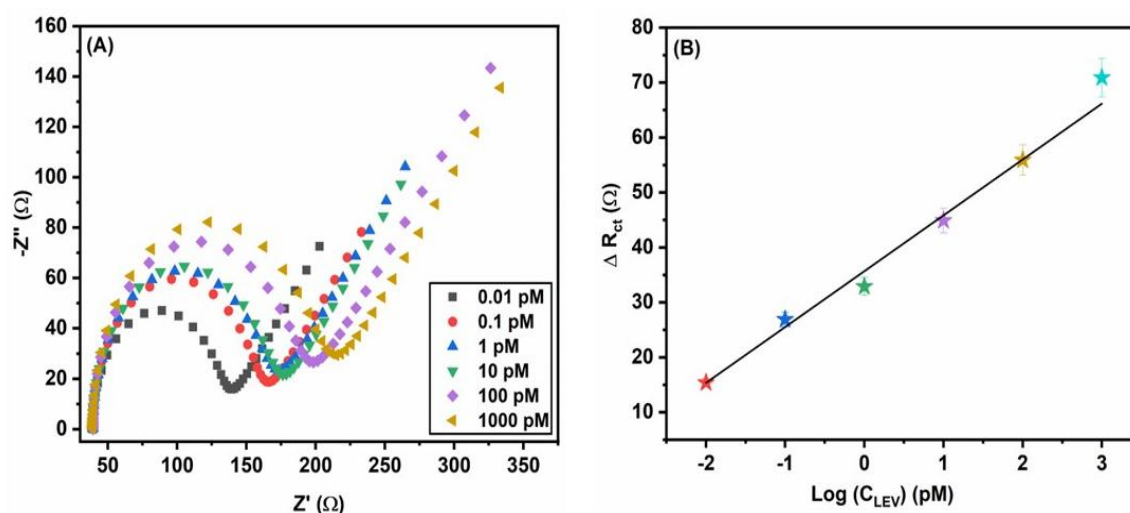 (A)
160
140
120
100
80
60
40
20
0
-Z" (Ω)
50
100
150
200
250
300
350
Z' (Ω)
0.01 pM
0.1 pM
1 pM
10 pM
100 pM
1000 pM
(B)
80
70
60
50
40
30
20
10
Δ Rct (Ω)
-2
-1
0
1
2
3
Log (CLEV) (pM)